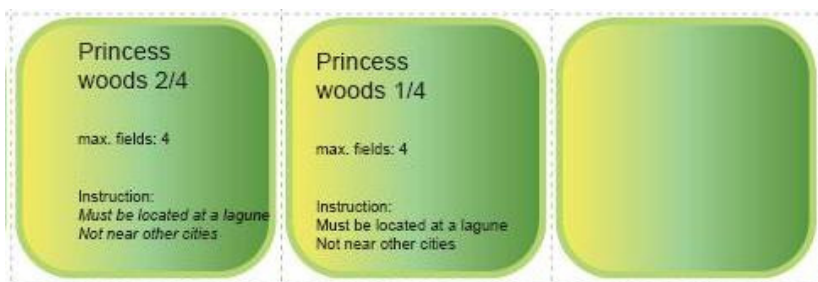 Princess
woods 2/4
max. fields: 4
Instruction:
Must be located at a lagune
Not near other cities
Princess
woods 1/4
max. fields: 4
Instruction:
Must be located at a lagune
Not near other cities